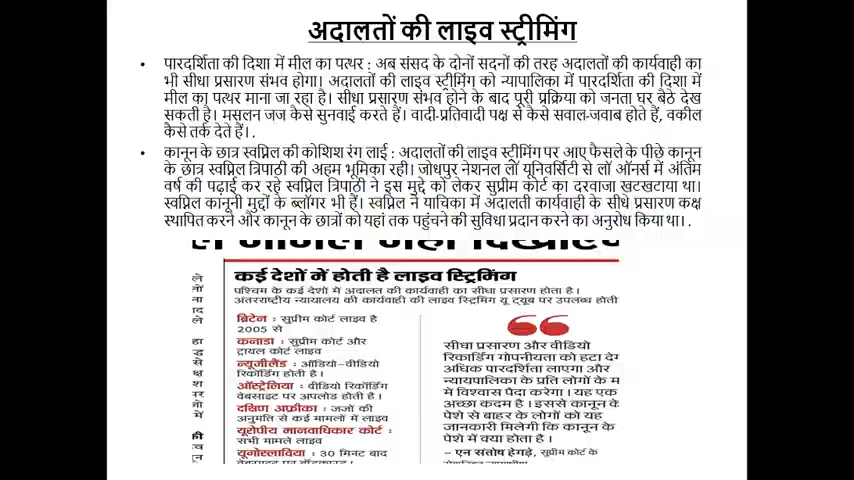 अदालतों की लाइव स्ट्रीमिंग
• पारदर्शिता की दिशा में मील का पत्थर : अब संसद के दोनों सदनों की तरह अदालतों की कार्यवाही का
भी सीधा प्रसारण संभव होगा। अदालतों की लाइव स्ट्रीमिंग को न्यापालिका में पारदर्शिता की दिशा में
मील का पत्थर माना जा रहा है। सीधा प्रसारण संभव होने के बाद पूरी प्रक्रिया को जनता घर बैठे देख
सकती है। मसलन जज कैसे सुनवाई करते हैं। वादी-प्रतिवादी पक्ष से कैसे सवाल-जवाब होते हैं, वकील
कैसे तर्क देते हैं। .
• कानून के छात्र स्वप्निल की कोशिश रंग लाई : अदालतों की लाइव स्ट्रीमिंग पर आए फैसले के पीछे कानून
के छात्र स्वप्निल त्रिपाठी की अहम भूमिका रही। जोधपुर नेशनल लॉ यूनिवर्सिटी से लॉ ऑनर्स में अंतिम
वर्ष की पढ़ाई कर रहे स्वप्निल त्रिपाठी ने इस मुद्दे को लेकर सुप्रीम कोर्ट का दरवाजा खटखटाया था।
स्वप्निल कानूनी मुद्दों के ब्लॉगर भी हैं। स्वप्निल ने याचिका में अदालती कार्यवाही के सीधे प्रसारण कक्ष
स्थापित करने और कानून के छात्रों को यहां तक पहुंचने की सुविधा प्रदान करने का अनुरोध किया था। .
कई देशों में होती है लाइव स्ट्रिमिंग
पश्चिम के कई देशों में अदालत की कार्यवाही का सीधा प्रसारण होता है।
अंतरराष्ट्रीय न्यायालय की कार्यवाही की लाइव स्ट्रिमिंग यू ट्यूब पर उपलब्ध होती
ब्रिटेन : सुप्रीम कोर्ट लाइव है
2005 से
कनाडा : सुप्रीम कोर्ट और
ट्रायल कोर्ट लाइव
न्यूजीलैंड : ऑडियो-वीडियो
रिकॉर्डिंग होती है।
ऑस्ट्रेलिया : वीडियो रिकॉर्डिंग
वेबसाइट पर अपलोड होती है।
दक्षिण अफ्रीका : जजों की
अनुमति से कई मामलों में लाइव
यूरोपीय मानवाधिकार कोर्ट :
सभी मामले लाइव
यूगोस्लाविया : 30 मिनट बाद
सीधा प्रसारण और वीडियो
रिकार्डिंग गोपनीयता को हटा
अधिक पारदर्शिता लाएगा और
न्यायपालिका के प्रति लोगों के
में विश्वास पैदा करेगा। यह एक
अच्छा कदम है। इससे कानून के
पेशे से बाहर के लोगों को यह
जानकारी मिलेगी कि कानून के
पेशे में क्या होता है।
– एन संतोष हेगड़े, सुप्रीम कोर्ट के